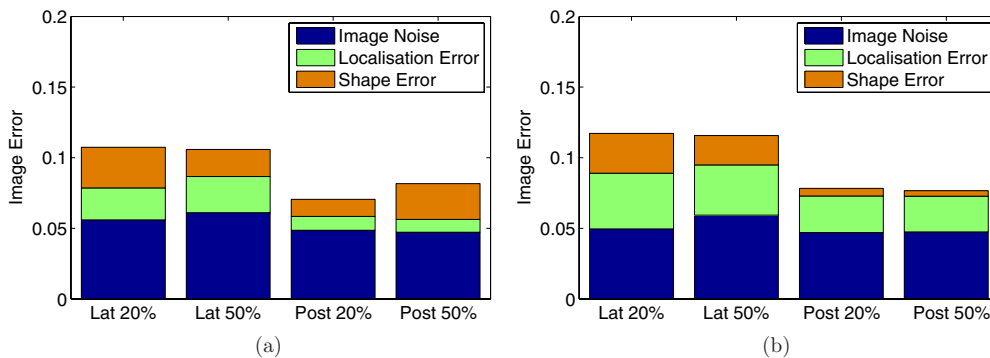 0.2
0.15
0.1
0.05
0
Image Error
Image Noise
Localisation Error
Shape Error
Lat 20% Lat 50% Post 20% Post 50%
(a)
0.2
0.15
0.1
0.05
0
Image Error
Image Noise
Localisation Error
Shape Error
Lat 20% Lat 50% Post 20% Post 50%
(b)